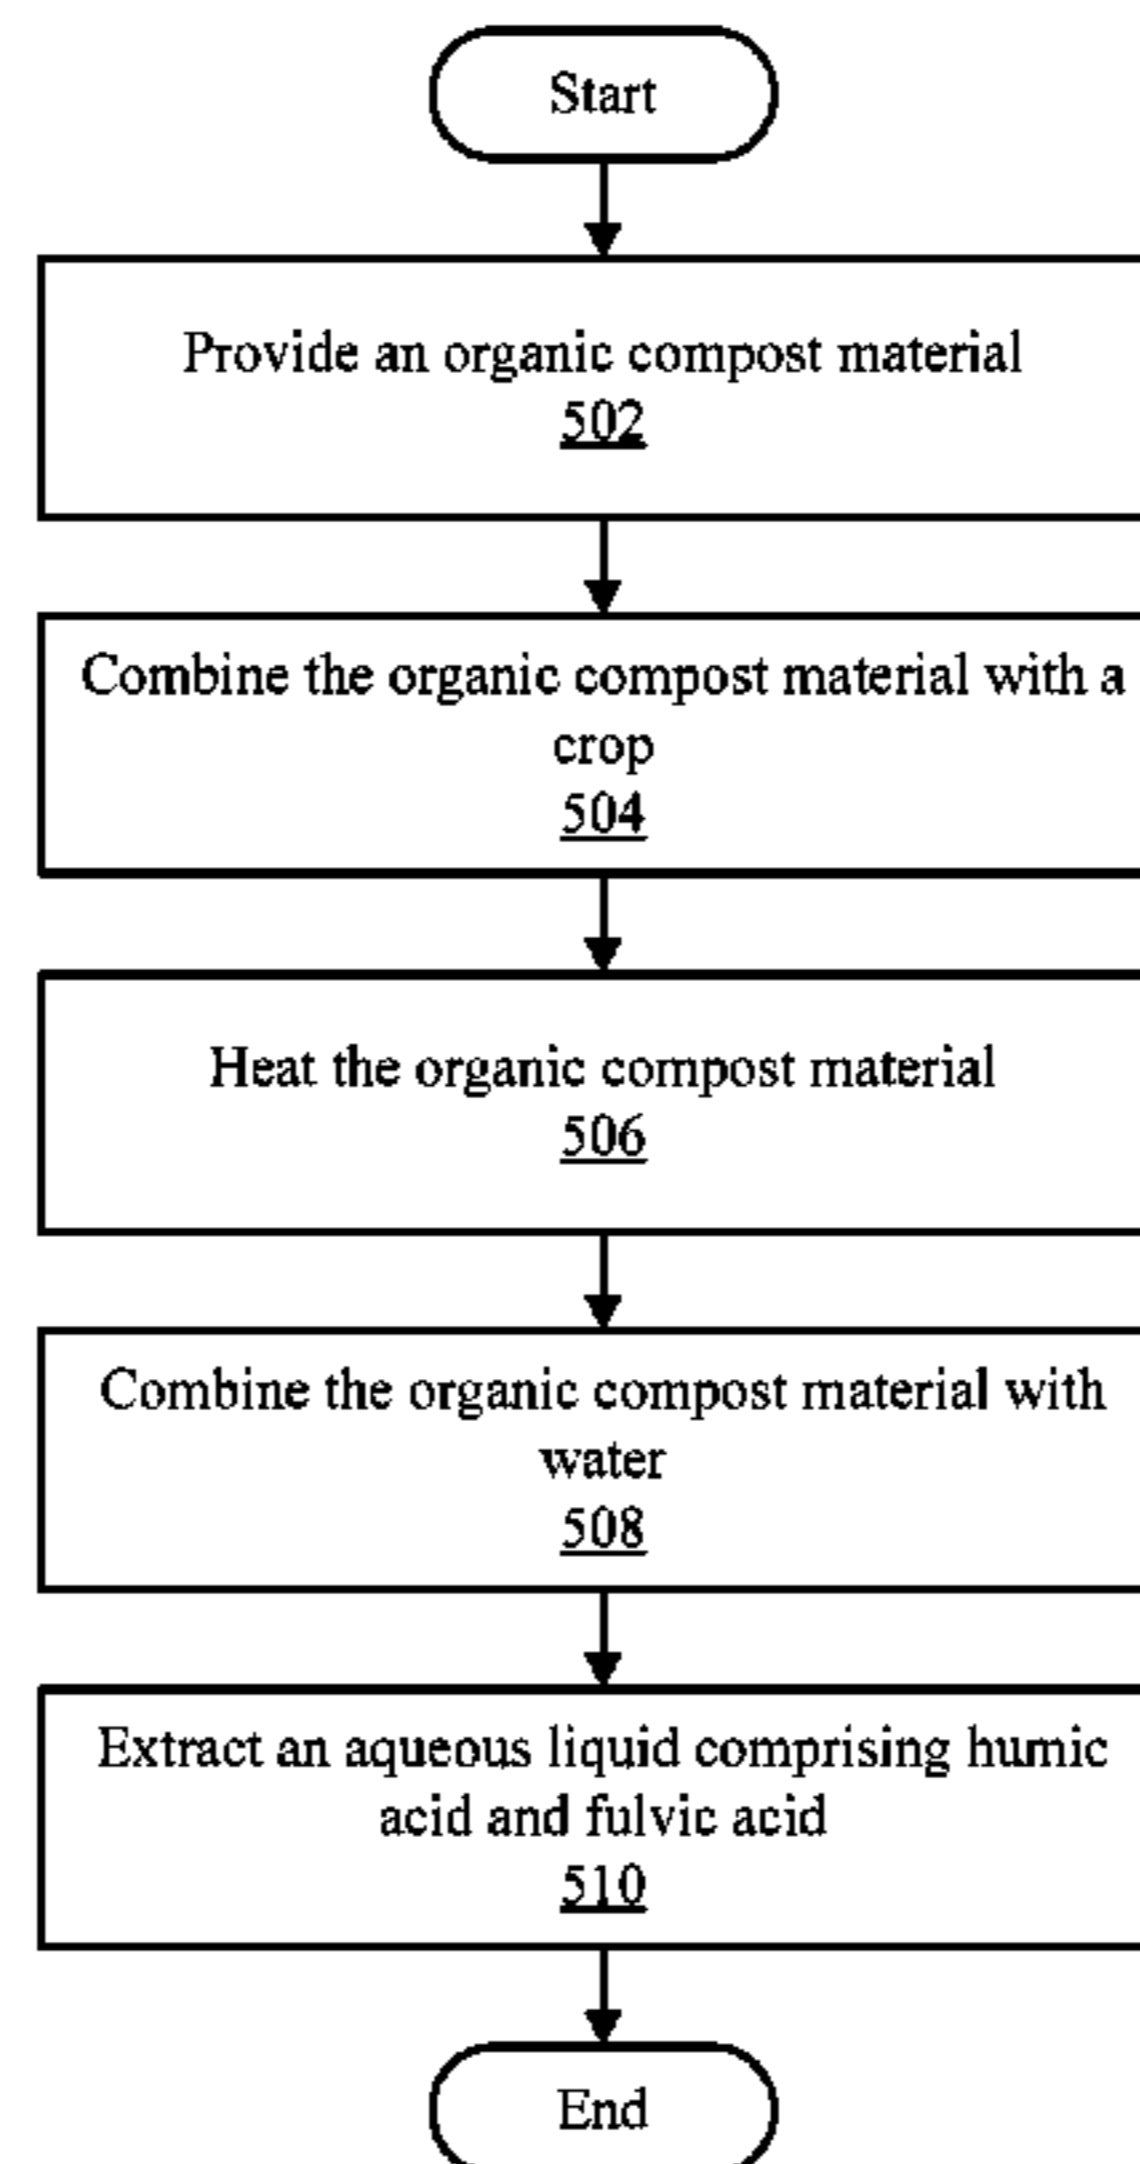 Start
Provide an organic compost material
502
Combine the organic compost material with a
crop
504
Heat the organic compost material
506
Combine the organic compost material with
water
508
Extract an aqueous liquid comprising humic
acid and fulvic acid
510
End